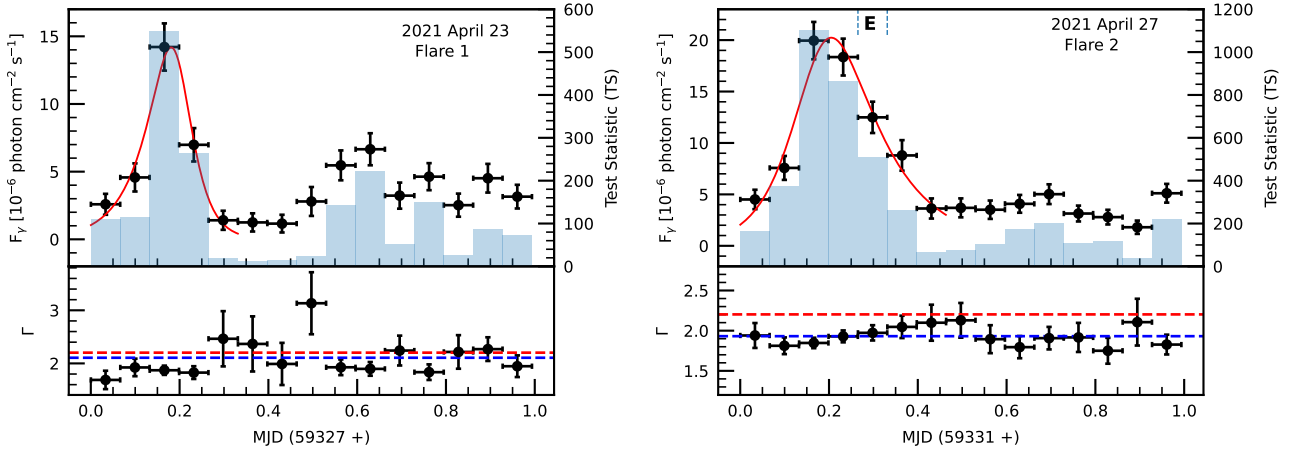 2021 April 23
Flare 1
F_γ [10⁻⁶ photon cm⁻² s⁻¹]
15
10
5
0
600
500
400
300
200
100
0
Test Statistic (TS)
Γ
3
2
0.0 0.2 0.4 0.6 0.8 1.0
MJD (59327 +)
E
2021 April 27
Flare 2
F_γ [10⁻⁶ photon cm⁻² s⁻¹]
20
15
10
5
0
1200
1000
800
600
400
200
0
Test Statistic (TS)
Γ
2.5
2.0
1.5
0.0 0.2 0.4 0.6 0.8 1.0
MJD (59331 +)